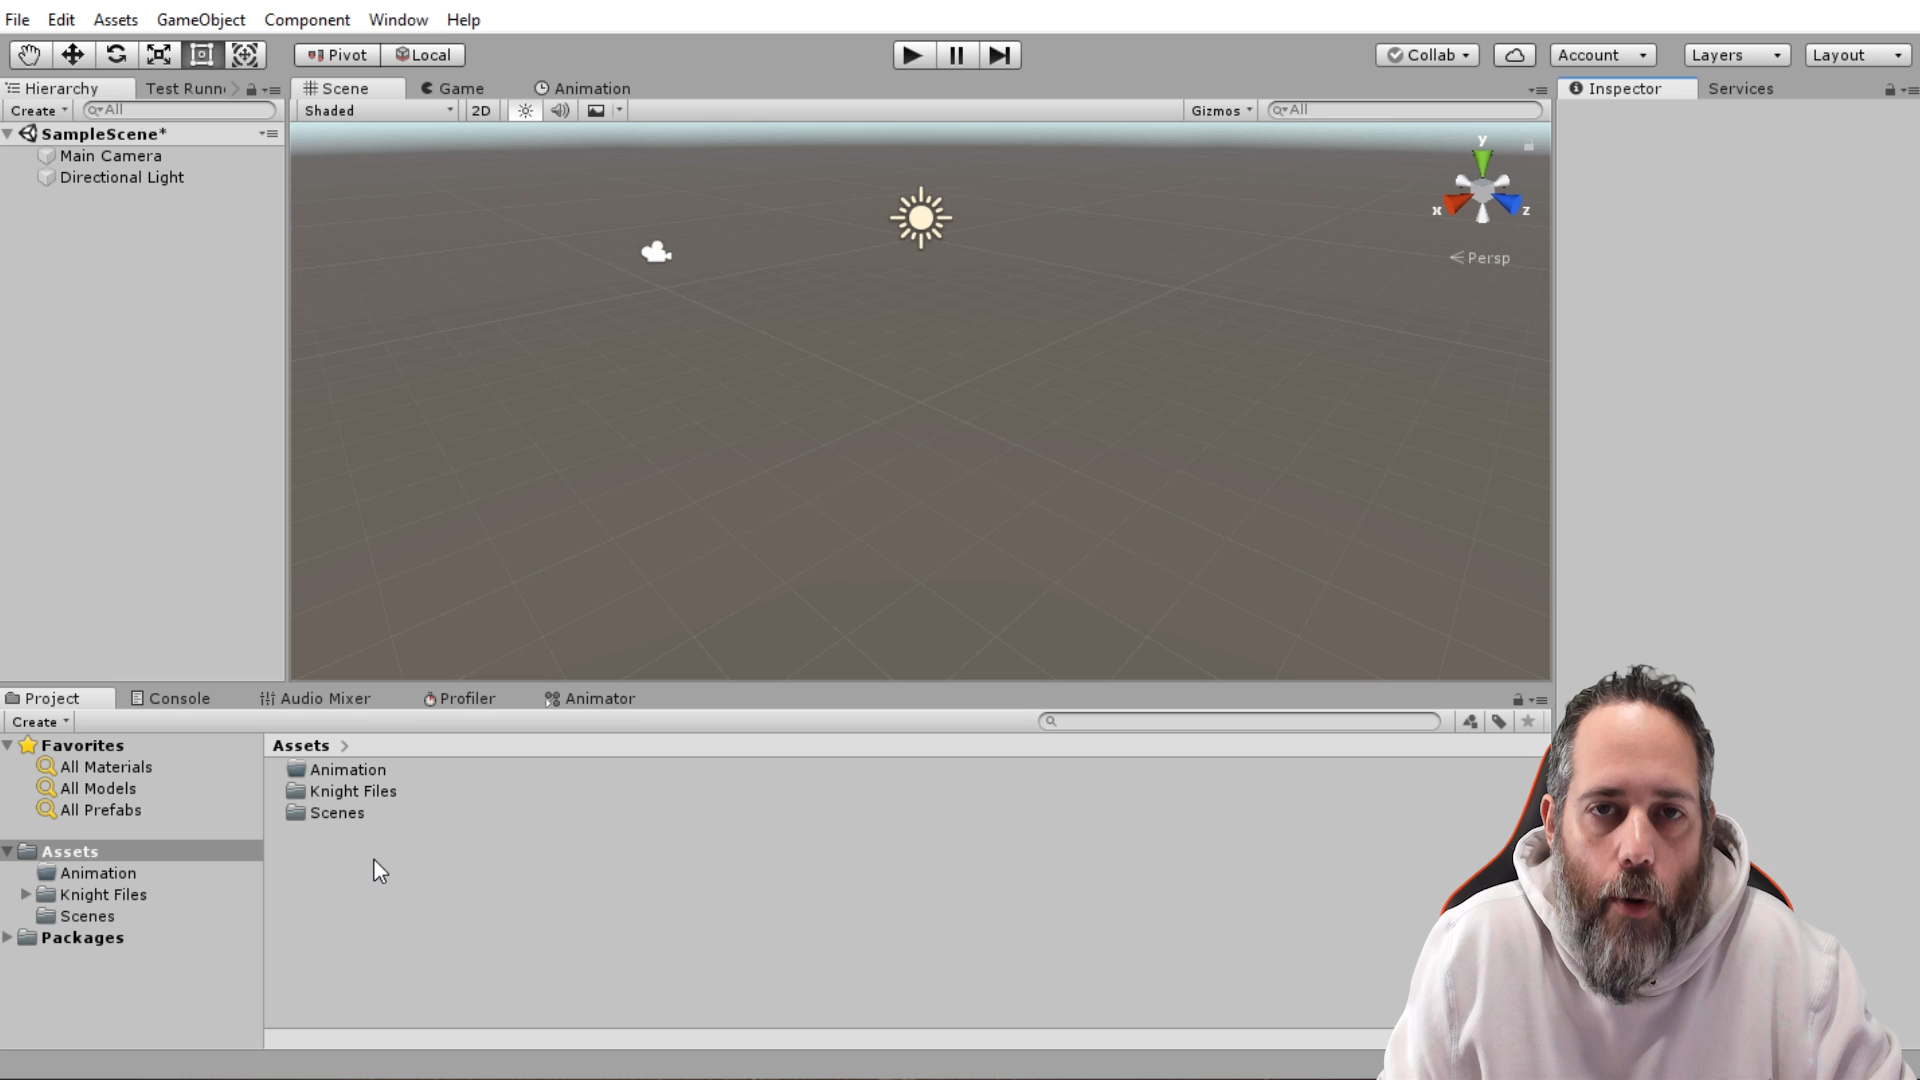 File Edit Assets GameObject Component Window Help
Pivot Local Collab Account Layers Layout
Hierarchy Test Runn Scene Game Animation Inspector Services
Create All Shaded 2D Gizmos All
SampleScene*
Main Camera
Directional Light
y
x z
Persp
Project Console Audio Mixer Profiler Animator
Create
Favorites
All Materials
All Models
All Prefabs
Assets
Animation
Knight Files
Scenes
Packages
Assets
Animation
Knight Files
Scenes